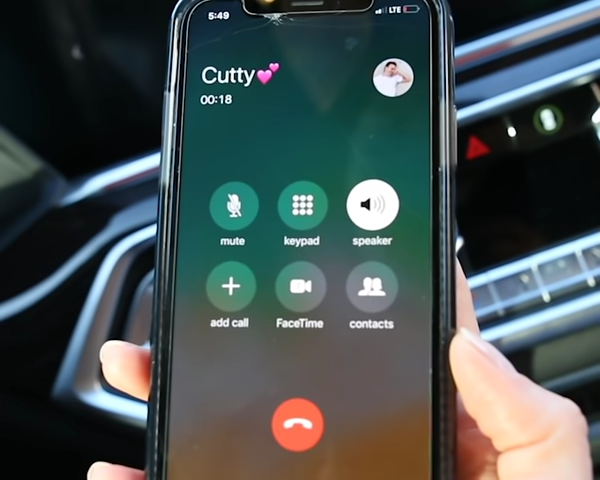 5:49 LTE
Cutty💕
00:18
mute keypad speaker
add call FaceTime contacts